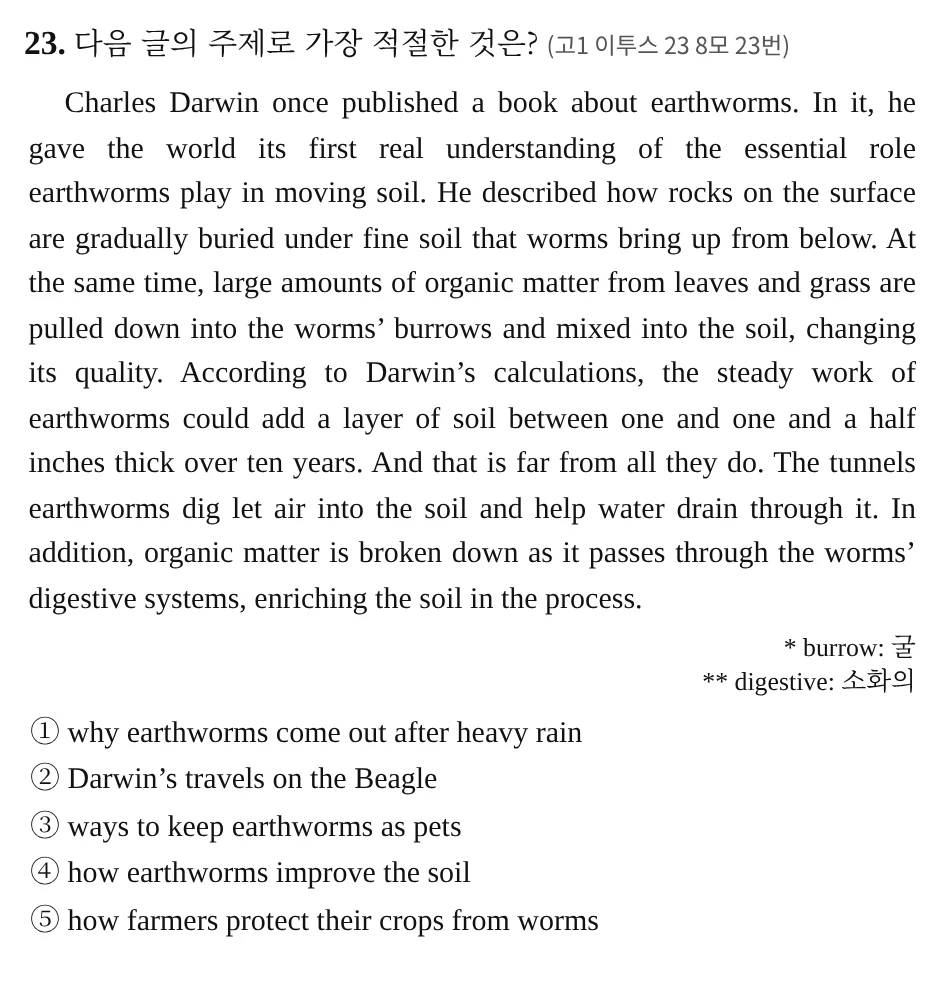 23. 다음 글의 주제로 가장 적절한 것은? (고1 이투스 23 8모 23번)
Charles Darwin once published a book about earthworms. In it, he
gave the world its first real understanding of the essential role
earthworms play in moving soil. He described how rocks on the surface
are gradually buried under fine soil that worms bring up from below. At
the same time, large amounts of organic matter from leaves and grass are
pulled down into the worms’ burrows and mixed into the soil, changing
its quality. According to Darwin’s calculations, the steady work of
earthworms could add a layer of soil between one and one and a half
inches thick over ten years. And that is far from all they do. The tunnels
earthworms dig let air into the soil and help water drain through it. In
addition, organic matter is broken down as it passes through the worms’
digestive systems, enriching the soil in the process.
* burrow: 굴
** digestive: 소화의
① why earthworms come out after heavy rain
② Darwin’s travels on the Beagle
③ ways to keep earthworms as pets
④ how earthworms improve the soil
⑤ how farmers protect their crops from worms